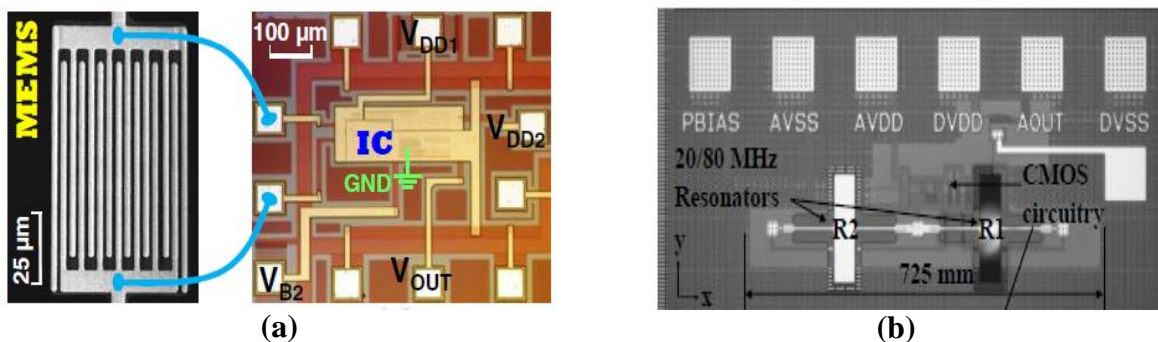 MEMS
25 μm
100 μm
V_DD1
IC
V_DD2
GND
V_B2
V_OUT
(a)
PBIAS AVSS AVDD DVDD AOUT DVSS
20/80 MHz
Resonators
CMOS
circuitry
R2
R1
725 mm
y
x
(b)